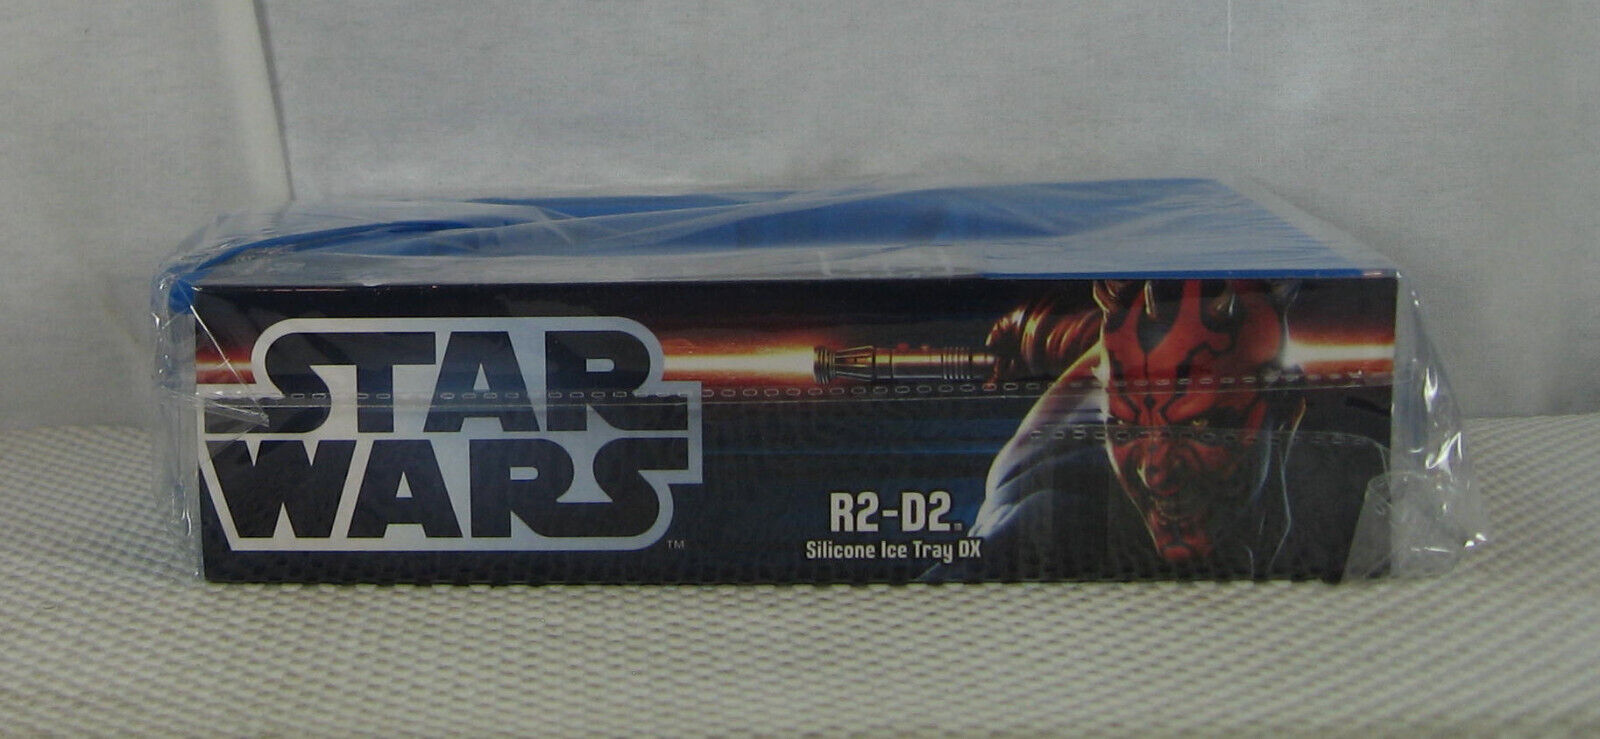 STAR
WARS
TM
R2-D2
Silicone Ice Tray DX